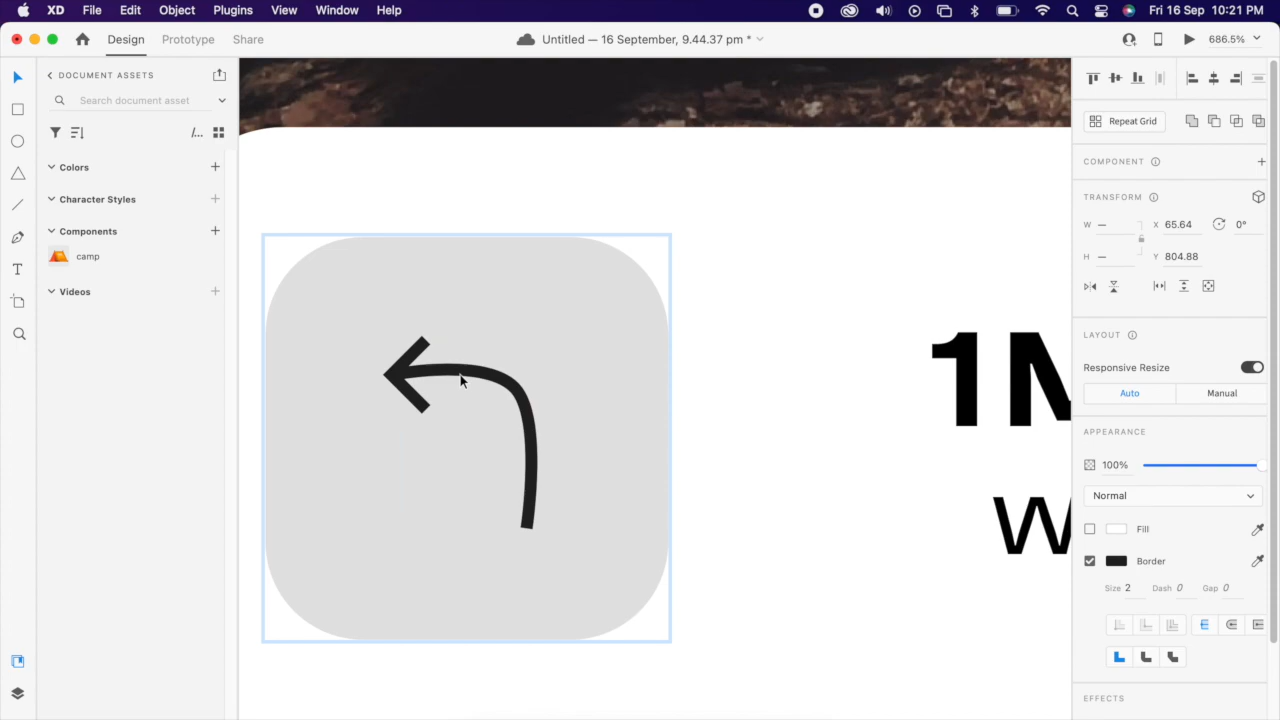 XD File Edit Object Plugins View Window Help Fri 16 Sep 10:21 PM
Design Prototype Share Untitled — 16 September, 9.44.37 pm * 686.5%
DOCUMENT ASSETS
Search document asset
/...
Colors
Character Styles
Components
camp
Videos
1M
W
Repeat Grid
COMPONENT
TRANSFORM
W — X 65.64 0°
H — Y 804.88
LAYOUT
Responsive Resize
Auto Manual
APPEARANCE
100%
Normal
Fill
Border
Size 2 Dash 0 Gap 0
EFFECTS